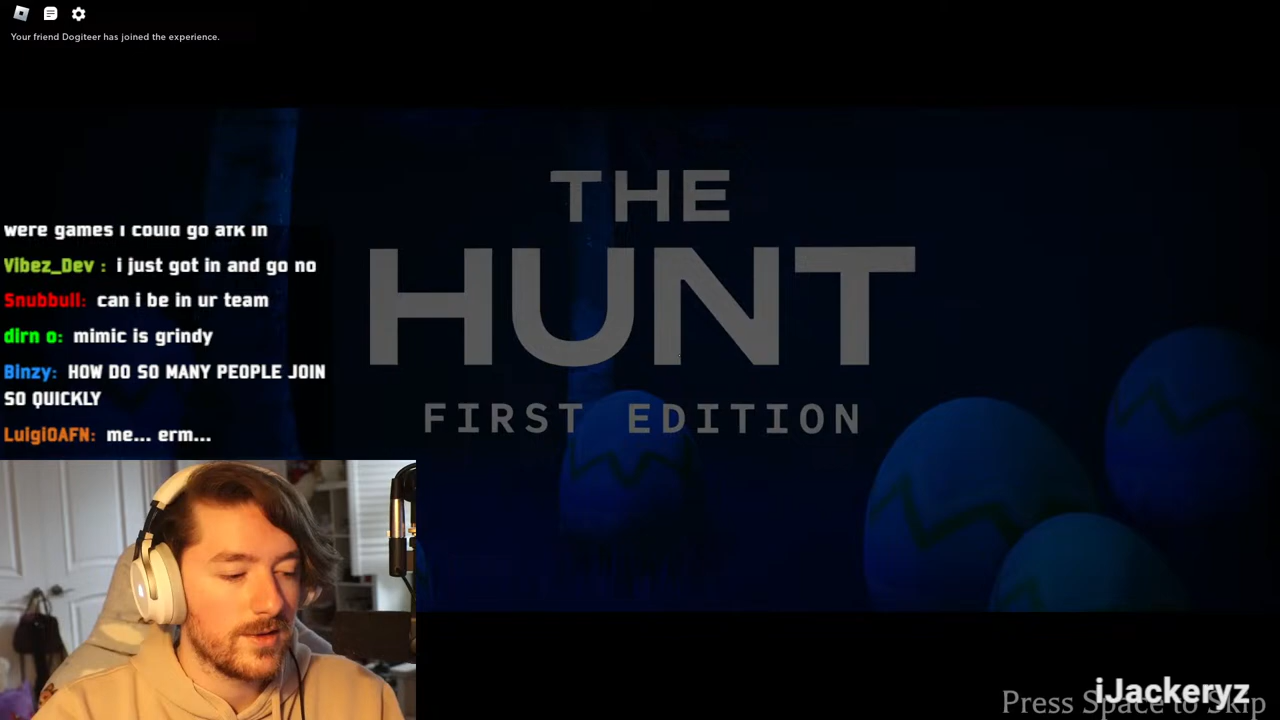 Your friend Dogiteer has joined the experience.
THE
HUNT
FIRST EDITION
were games i could go afk in
Vibez_Dev : i just got in and go no
Snubbull: can i be in ur team
dirn o: mimic is grindy
Binzy: HOW DO SO MANY PEOPLE JOIN
SO QUICKLY
LuigiOAFN: me... erm...
Press Space to Skip
iJackeryz